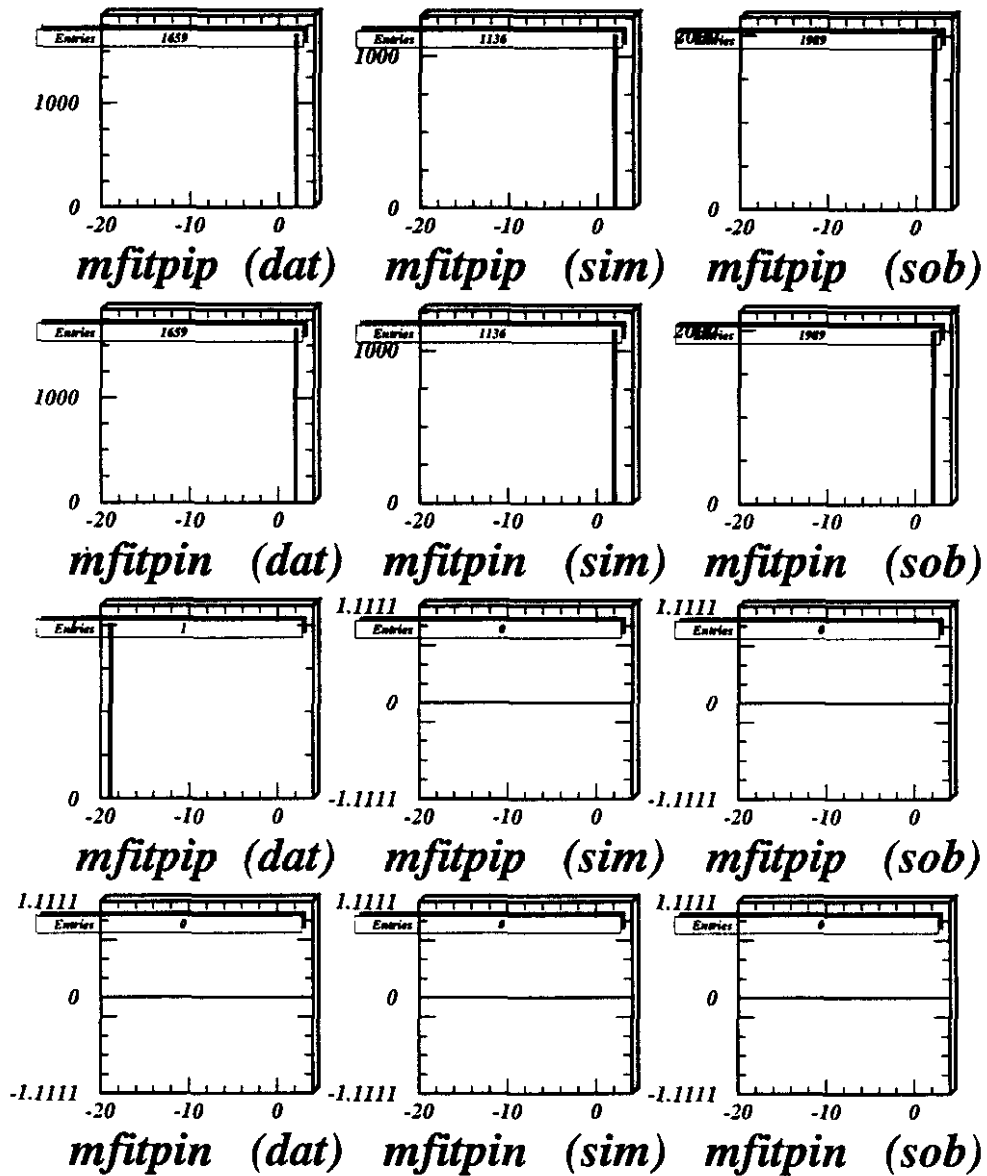 Entries 1659
Entries 1136
Entries 1989
1000
1000
0
0
0
-20 -10 0
-20 -10 0
-20 -10 0
mfitpip (dat)
mfitpip (sim)
mfitpip (sob)
Entries 1659
Entries 1136
Entries 1989
1000
1000
0
0
0
-20 -10 0
-20 -10 0
-20 -10 0
mfitpin (dat)
mfitpin (sim)
mfitpin (sob)
1.1111
1.1111
Entries 1
Entries 0
Entries 0
0
0
0
-1.1111
-1.1111
-20 -10 0
-20 -10 0
-20 -10 0
mfitpip (dat)
mfitpip (sim)
mfitpip (sob)
1.1111
1.1111
1.1111
Entries 0
Entries 0
Entries 0
0
0
0
-1.1111
-1.1111
-1.1111
-20 -10 0
-20 -10 0
-20 -10 0
mfitpin (dat)
mfitpin (sim)
mfitpin (sob)